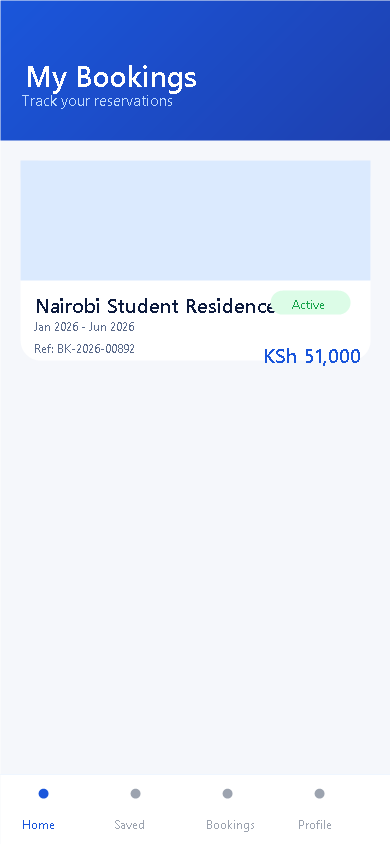 My Bookings
Track your reservations
Nairobi Student Residence
Active
Jan 2026 - Jun 2026
Ref: BK-2026-00892
KSh 51,000
Home
Saved
Bookings
Profile